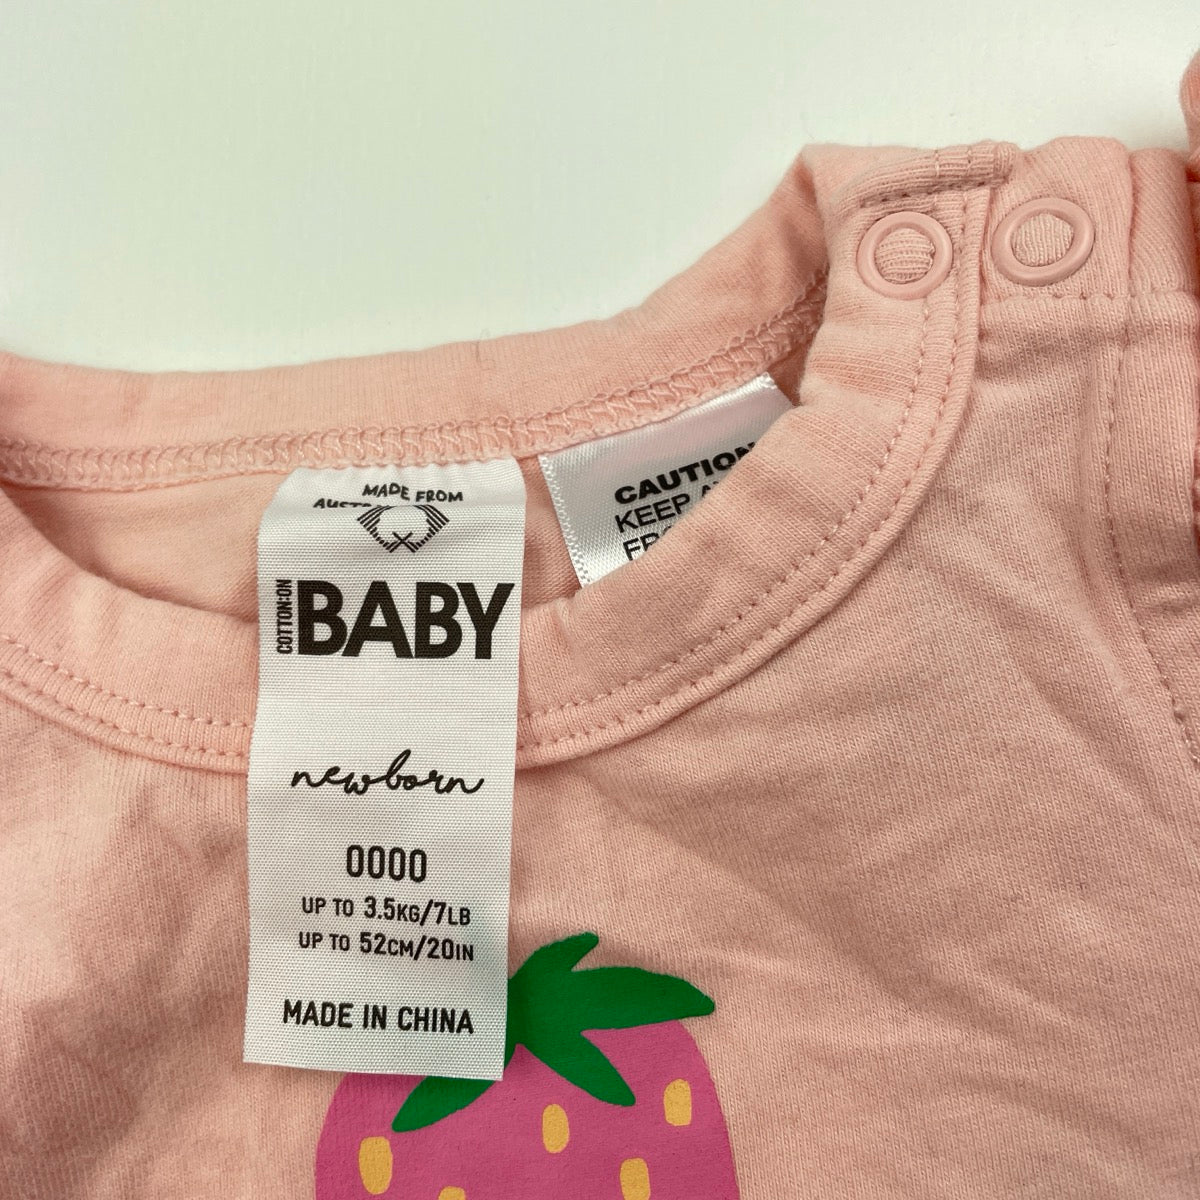 MADE FROM
COTTON:ON
BABY
newborn
0000
UP TO 3.5KG/7LB
UP TO 52CM/20IN
MADE IN CHINA
CAUTION
KEEP